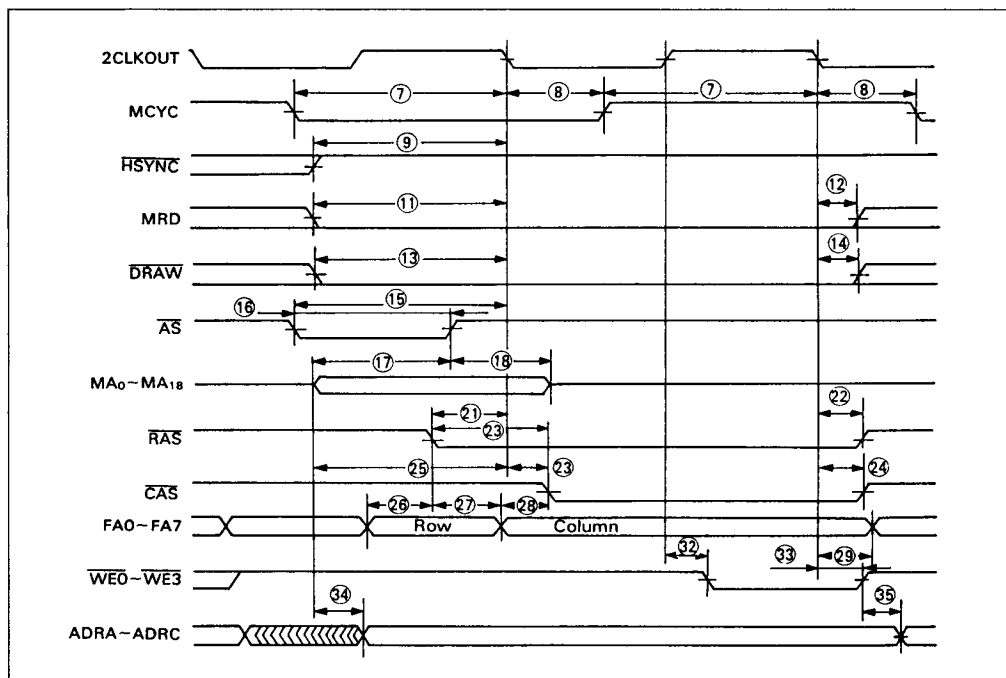 2CLKOUT
MCYC ⑦ ⑧ ⑦ ⑧
HSYNC ⑨
MRD ⑪ ⑫
DRAW ⑬ ⑭
AS ⑯ ⑮
MA0~MA18 ⑰ ⑱
RAS ㉑ ㉓ ㉒
CAS ㉕ ㉓ ㉔
FA0~FA7 ㉖ Row ㉗ ㉘ Column
WE0~WE3 ㉜ ㉝ ㉙
ADRA~ADRC ㉞ ㉟